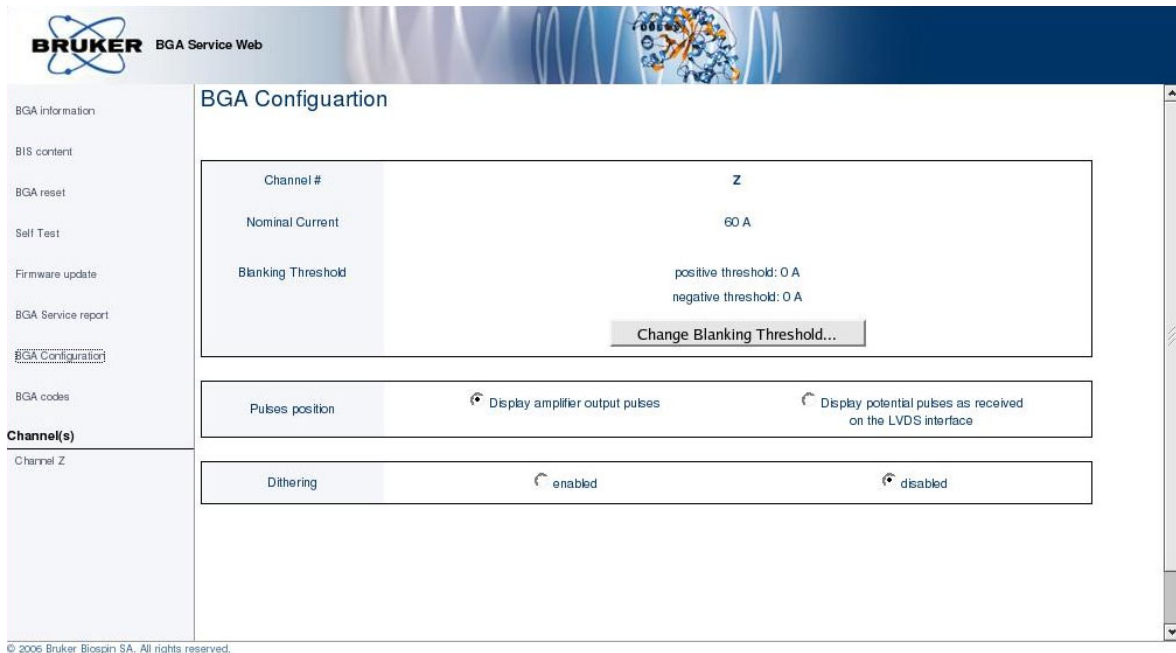 BRUKER BGA Service Web
BGA information
BIS content
BGA reset
Self Test
Firmware update
BGA Service report
BGA Configuration
BGA codes
Channel(s)
Channel Z
BGA Configuartion
Channel #
Z
Nominal Current
60 A
Blanking Threshold
positive threshold: 0 A
negative threshold: 0 A
Change Blanking Threshold...
Pulses position
Display amplifier output pulses
Display potential pulses as received
on the LVDS interface
Dithering
enabled
disabled
© 2006 Bruker Biospin SA. All rights reserved.